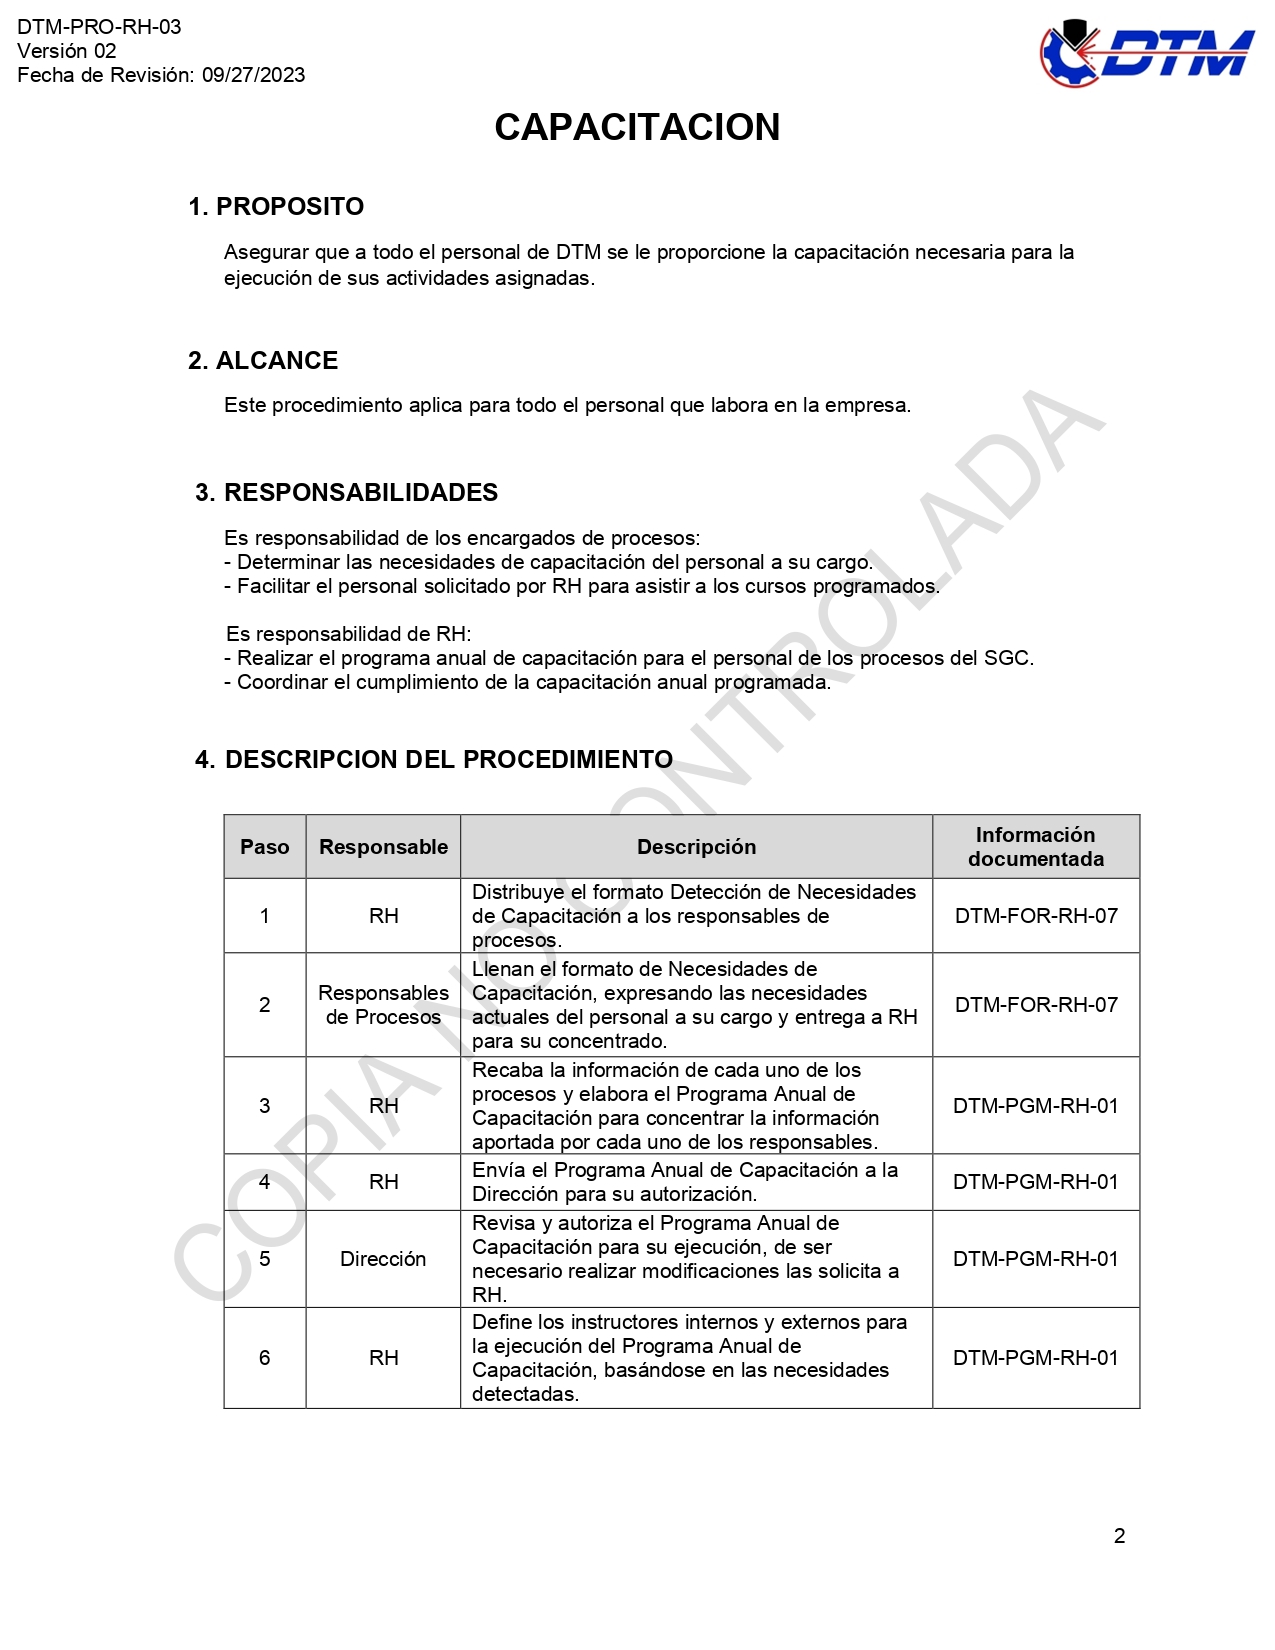 DTM-PRO-RH-03
Versión 02
Fecha de Revisión: 09/27/2023
DTM
CAPACITACION
1. PROPOSITO
Asegurar que a todo el personal de DTM se le proporcione la capacitación necesaria para la
ejecución de sus actividades asignadas.
2. ALCANCE
Este procedimiento aplica para todo el personal que labora en la empresa.
3. RESPONSABILIDADES
Es responsabilidad de los encargados de procesos:
- Determinar las necesidades de capacitación del personal a su cargo.
- Facilitar el personal solicitado por RH para asistir a los cursos programados.
Es responsabilidad de RH:
- Realizar el programa anual de capacitación para el personal de los procesos del SGC.
- Coordinar el cumplimiento de la capacitación anual programada.
4. DESCRIPCION DEL PROCEDIMIENTO
Paso
Responsable
Descripción
Información
documentada
1
RH
Distribuye el formato Detección de Necesidades
de Capacitación a los responsables de
procesos.
DTM-FOR-RH-07
2
Responsables
de Procesos
Llenan el formato de Necesidades de
Capacitación, expresando las necesidades
actuales del personal a su cargo y entrega a RH
para su concentrado.
DTM-FOR-RH-07
3
RH
Recaba la información de cada uno de los
procesos y elabora el Programa Anual de
Capacitación para concentrar la información
aportada por cada uno de los responsables.
DTM-PGM-RH-01
4
RH
Envía el Programa Anual de Capacitación a la
Dirección para su autorización.
DTM-PGM-RH-01
5
Dirección
Revisa y autoriza el Programa Anual de
Capacitación para su ejecución, de ser
necesario realizar modificaciones las solicita a
RH.
DTM-PGM-RH-01
6
RH
Define los instructores internos y externos para
la ejecución del Programa Anual de
Capacitación, basándose en las necesidades
detectadas.
DTM-PGM-RH-01
COPIA NO CONTROLADA
2